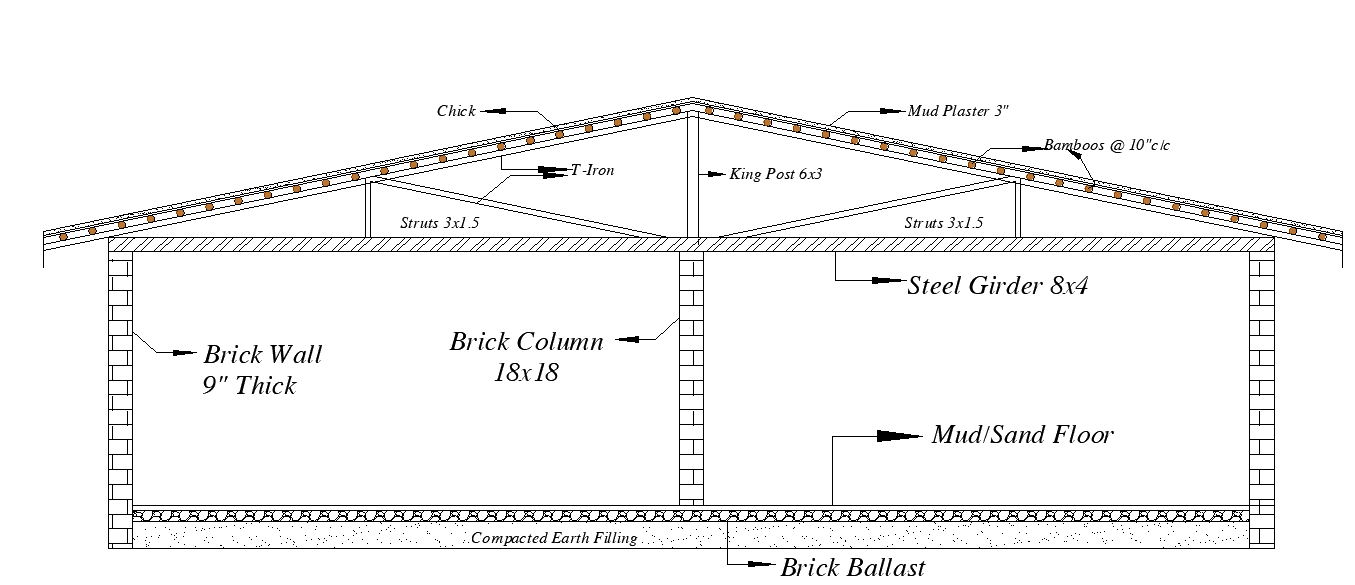 Chick
Mud Plaster 3"
Bamboos @ 10"c/c
T-Iron
King Post 6x3
Struts 3x1.5
Struts 3x1.5
Steel Girder 8x4
Brick Wall
9" Thick
Brick Column
18x18
Mud/Sand Floor
Compacted Earth Filling
Brick Ballast